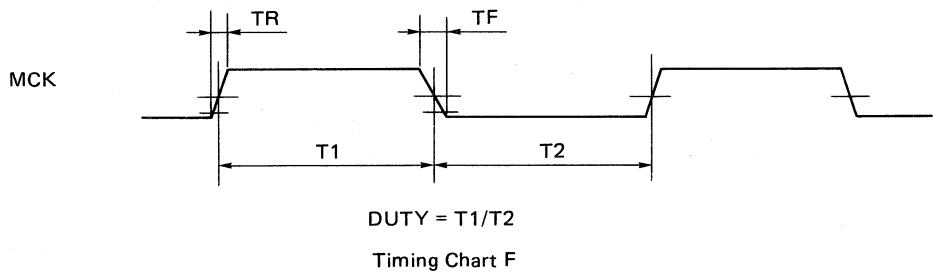 TR TF
MCK
T1 T2
DUTY = T1/T2
Timing Chart F